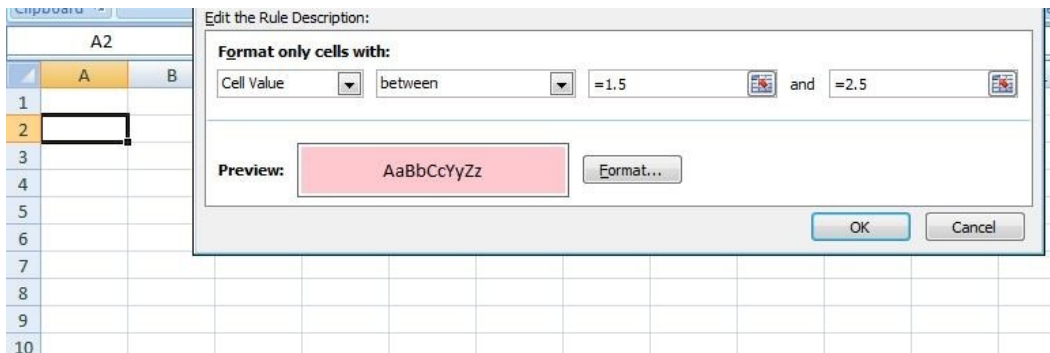 Clipboard
Edit the Rule Description:
A2
Format only cells with:
A B
Cell Value between =1.5 and =2.5
1
2
3
Preview: AaBbCcYyZz Format...
4
5
6
OK Cancel
7
8
9
10